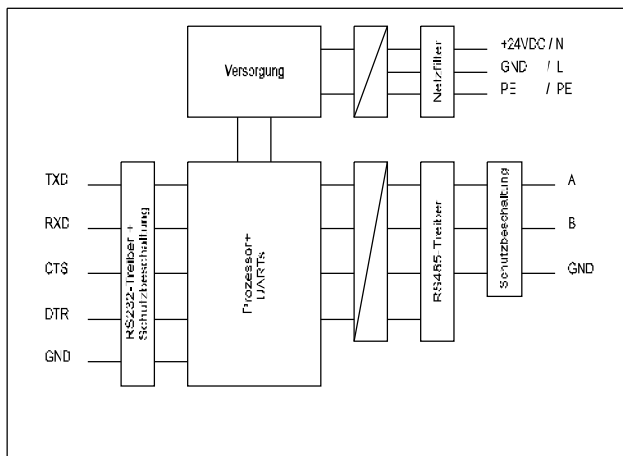 Versorgung
Netzfilter
+24VDC / N
GND / L
PE / PE
TXD
RXD
CTS
DTR
GND
RS232-Treiber +
Schutzbeschaltung
Prozessor+
UARTs
RS485-Treiber
Schutzbeschaltung
A
B
GND